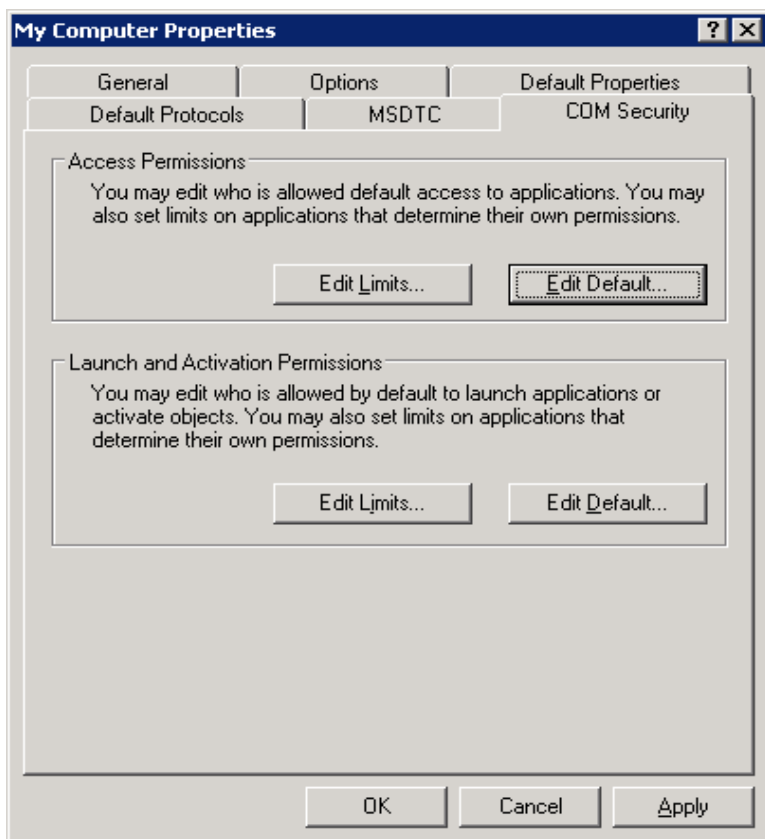 My Computer Properties
General Options Default Properties
Default Protocols MSDTC COM Security
Access Permissions
You may edit who is allowed default access to applications. You may
also set limits on applications that determine their own permissions.
Edit Limits... Edit Default...
Launch and Activation Permissions
You may edit who is allowed by default to launch applications or
activate objects. You may also set limits on applications that
determine their own permissions.
Edit Limits... Edit Default...
OK Cancel Apply